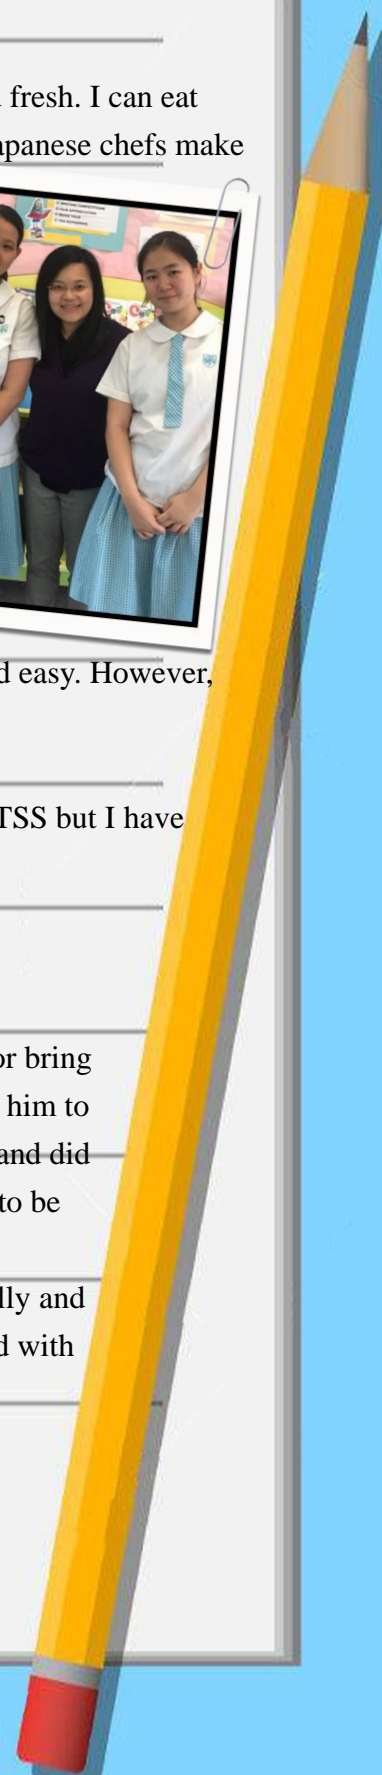 fresh. I can eat
apanese chefs make
d easy. However,
TSS but I have
or bring
him to
and did
to be
lly and
d with